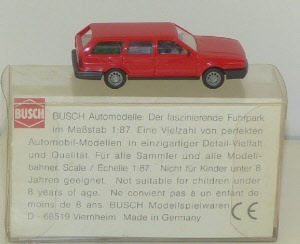 BUSCH
BUSCH Automodelle. Der faszinierende Fuhrpark
im Maßstab 1:87. Eine Vielzahl von perfekten
Automobil-Modellen in einzigartiger Detail-Vielfalt
und Qualität. Für alle Sammler und alle Modell-
bahner. Scale / Échelle 1:87. Nicht für Kinder unter 8
Jahren geeignet. Not suitable for children under
8 years of age. Ne convient pas à un enfant de
moins de 8 ans. BUSCH Modellspielwaren
D - 68519 Viernheim Made in Germany
CE